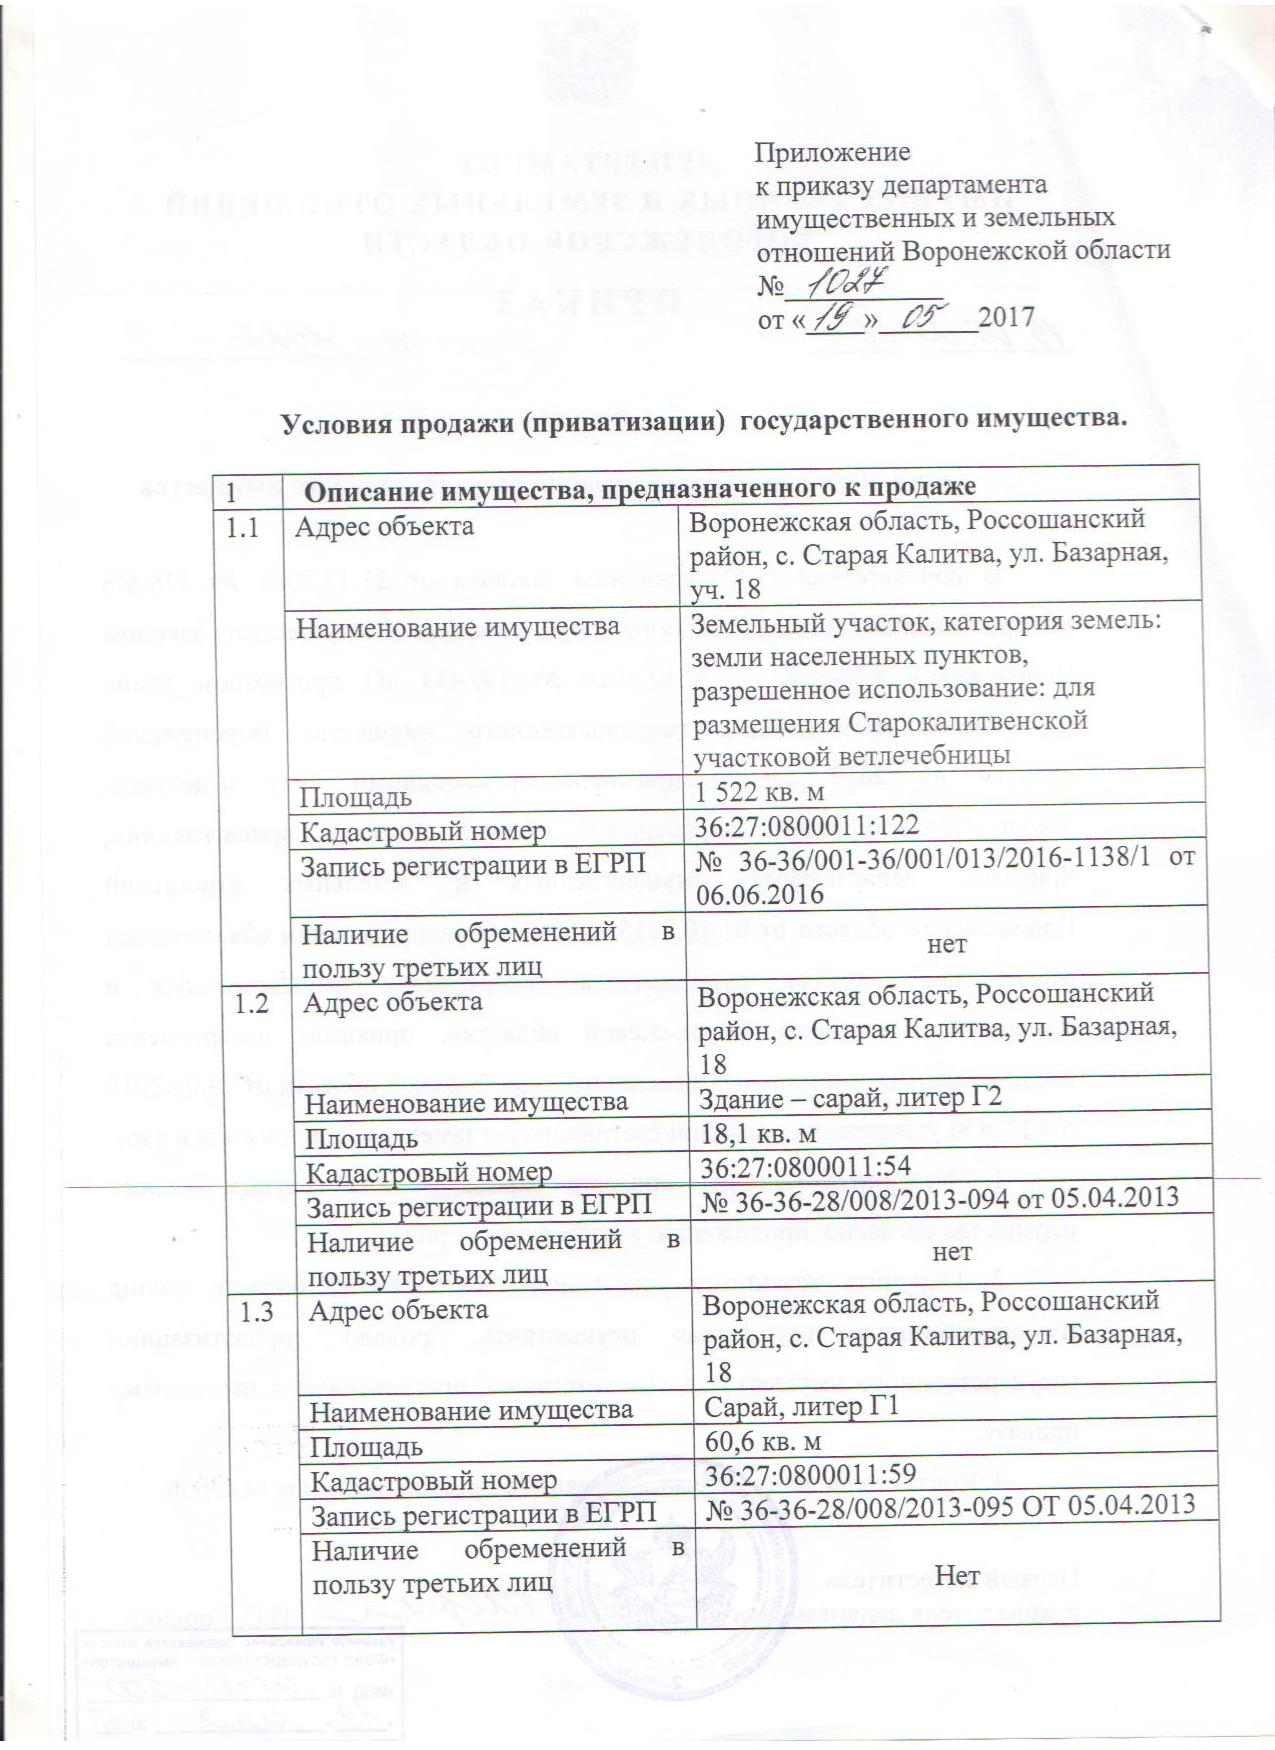 Приложение
к приказу департамента
имущественных и земельных
отношений Воронежской области
№ 1027
от «19» 05 2017
Условия продажи (приватизации) государственного имущества.
1 Описание имущества, предназначенного к продаже
1.1 Адрес объекта Воронежская область, Россошанский
район, с. Старая Калитва, ул. Базарная,
уч. 18
Наименование имущества Земельный участок, категория земель:
земли населенных пунктов,
разрешенное использование: для
размещения Старокалитвенской
участковой ветлечебницы
Площадь 1 522 кв. м
Кадастровый номер 36:27:0800011:122
Запись регистрации в ЕГРП № 36-36/001-36/001/013/2016-1138/1 от
06.06.2016
Наличие обременений в
пользу третьих лиц нет
1.2 Адрес объекта Воронежская область, Россошанский
район, с. Старая Калитва, ул. Базарная,
18
Наименование имущества Здание – сарай, литер Г2
Площадь 18,1 кв. м
Кадастровый номер 36:27:0800011:54
Запись регистрации в ЕГРП № 36-36-28/008/2013-094 от 05.04.2013
Наличие обременений в
пользу третьих лиц нет
1.3 Адрес объекта Воронежская область, Россошанский
район, с. Старая Калитва, ул. Базарная,
18
Наименование имущества Сарай, литер Г1
Площадь 60,6 кв. м
Кадастровый номер 36:27:0800011:59
Запись регистрации в ЕГРП № 36-36-28/008/2013-095 ОТ 05.04.2013
Наличие обременений в
пользу третьих лиц Нет